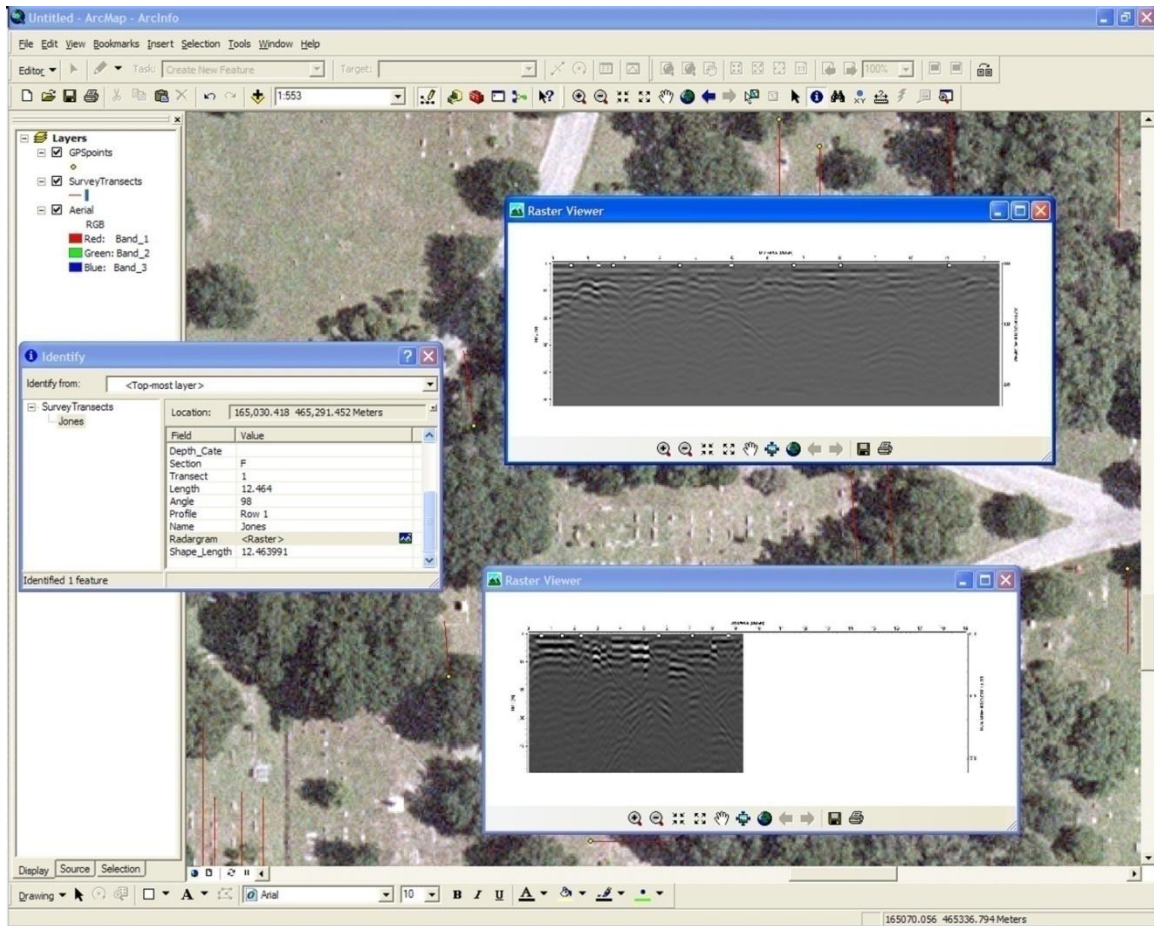 Untitled - ArcMap - ArcInfo
File Edit View Bookmarks Insert Selection Tools Window Help
Editor Task: Create New Feature Target: 100%
1:553
Layers
GPSpoints
SurveyTransects
Aerial
RGB
Red: Band_1
Green: Band_2
Blue: Band_3
Raster Viewer
Identify
Identify from: <Top-most layer>
SurveyTransects
Jones
Location: 165,030.418 465,291.452 Meters
Field Value
Depth_Cate
Section F
Transect 1
Length 12.464
Angle 98
Profile Row 1
Name Jones
Radargram <Raster>
Shape_Length 12.463991
Identified 1 feature
Raster Viewer
Display Source Selection
Drawing A Arial 10 B I U A
165070.056 465336.794 Meters